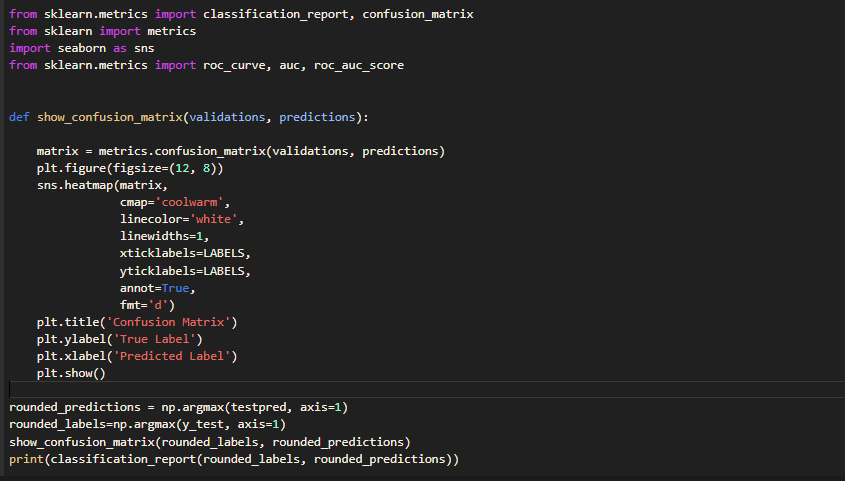 from sklearn.metrics import classification_report, confusion_matrix
from sklearn import metrics
import seaborn as sns
from sklearn.metrics import roc_curve, auc, roc_auc_score
def show_confusion_matrix(validations, predictions):
    matrix = metrics.confusion_matrix(validations, predictions)
    plt.figure(figsize=(12, 8))
    sns.heatmap(matrix,
                cmap='coolwarm',
                linecolor='white',
                linewidths=1,
                xticklabels=LABELS,
                yticklabels=LABELS,
                annot=True,
                fmt='d')
    plt.title('Confusion Matrix')
    plt.ylabel('True Label')
    plt.xlabel('Predicted Label')
    plt.show()
rounded_predictions = np.argmax(testpred, axis=1)
rounded_labels=np.argmax(y_test, axis=1)
show_confusion_matrix(rounded_labels, rounded_predictions)
print(classification_report(rounded_labels, rounded_predictions))